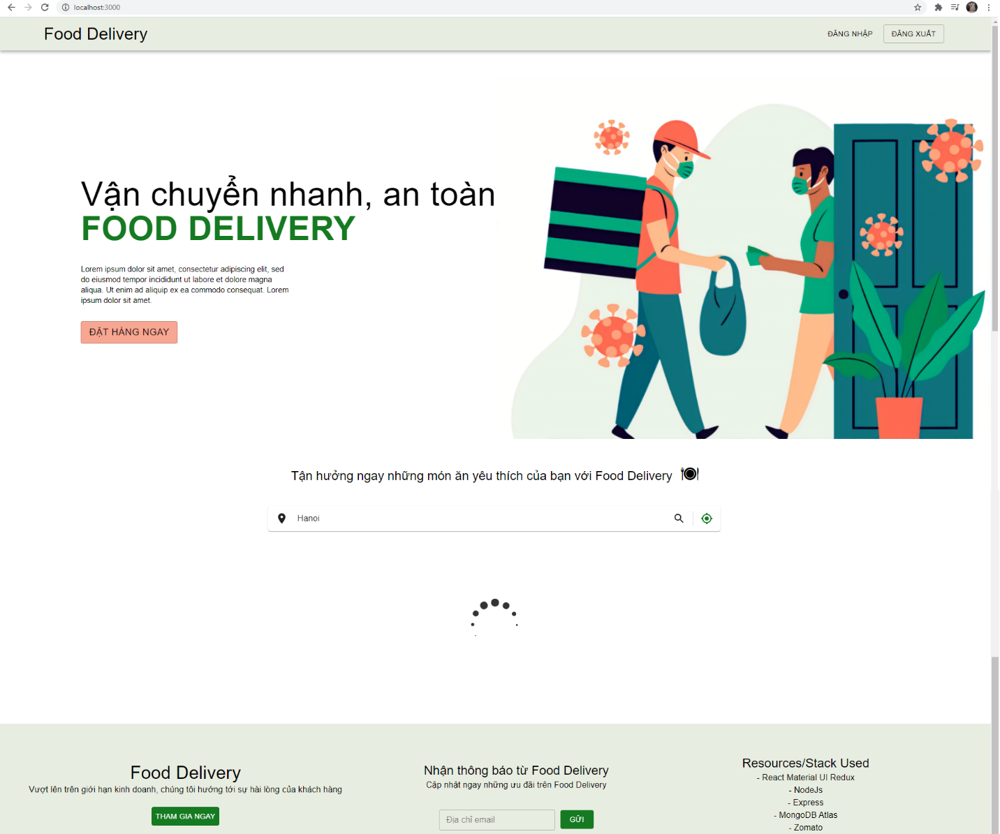 localhost:3000
Food Delivery
ĐĂNG NHẬP
ĐĂNG XUẤT
Vận chuyển nhanh, an toàn
FOOD DELIVERY
Lorem ipsum dolor sit amet, consectetur adipiscing elit, sed
do eiusmod tempor incididunt ut labore et dolore magna
aliqua. Ut enim ad aliquip ex ea commodo consequat. Lorem
ipsum dolor sit amet.
ĐẶT HÀNG NGAY
Tận hưởng ngay những món ăn yêu thích của bạn với Food Delivery
Hanoi
Food Delivery
Vượt lên trên giới hạn kinh doanh, chúng tôi hướng tới sự hài lòng của khách hàng
THAM GIA NGAY
Nhận thông báo từ Food Delivery
Cập nhật ngay những ưu đãi trên Food Delivery
Địa chỉ email
GỬI
Resources/Stack Used
- React Material UI Redux
- NodeJs
- Express
- MongoDB Atlas
- Zomato